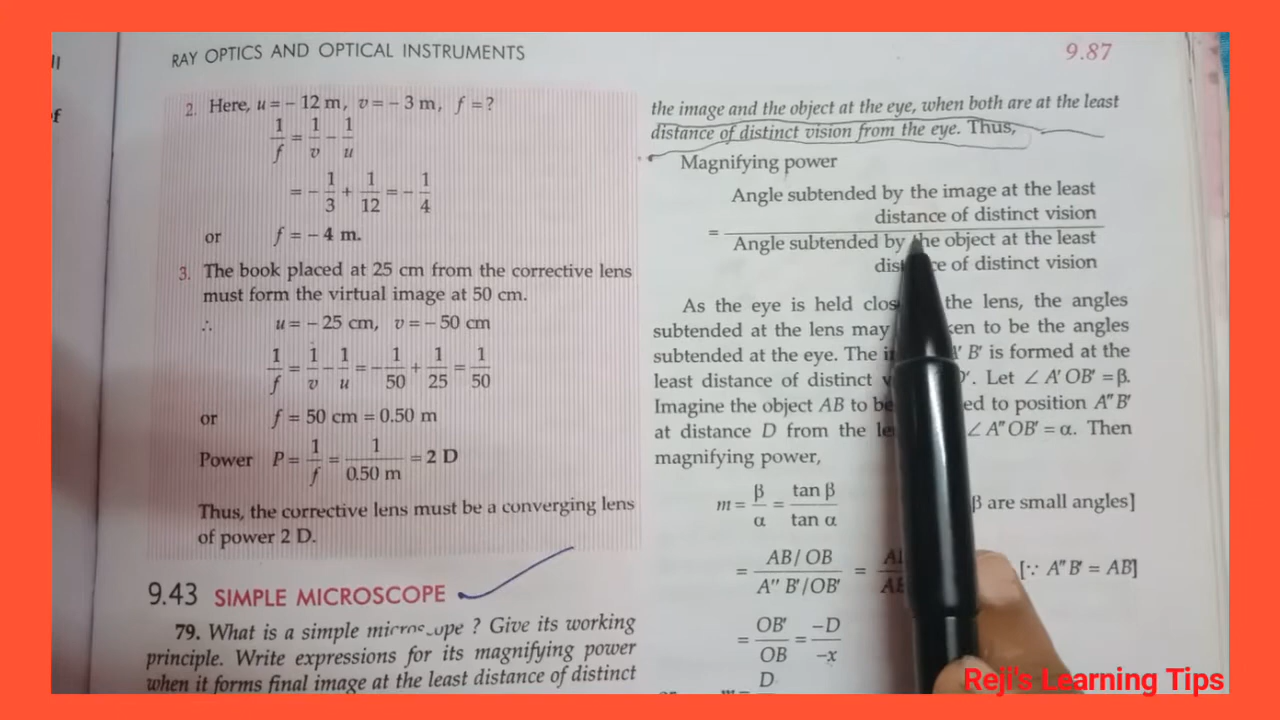 RAY OPTICS AND OPTICAL INSTRUMENTS
9.87
2. Here, u = − 12 m, v = − 3 m, f = ?
1/f = 1/v − 1/u
= − 1/3 + 1/12 = − 1/4
or f = − 4 m.
3. The book placed at 25 cm from the corrective lens
must form the virtual image at 50 cm.
∴ u = − 25 cm, v = − 50 cm
1/f = 1/v − 1/u = − 1/50 + 1/25 = 1/50
or f = 50 cm = 0.50 m
Power P = 1/f = 1/0.50 m = 2 D
Thus, the corrective lens must be a converging lens
of power 2 D.
9.43 SIMPLE MICROSCOPE
79. What is a simple ? Give its working
principle. Write expressions for its magnifying power
when it forms final image at the least distance of distinct
the image and the object at the eye, when both are at the least
distance of distinct vision from the eye. Thus,
Magnifying power
Angle subtended by the image at the least
distance of distinct vision
=
Angle subtended by the object at the least
of distinct vision
As the eye is held the lens, the angles
subtended at the lens may to be the angles
subtended at the eye. The B′ is formed at the
least distance of distinct . Let ∠ A′ OB′ = β.
Imagine the object AB to be to position A″ B′
at distance D from the ∠ A″ OB′ = α. Then
magnifying power,
m = β/α = tan β/tan α β are small angles]
= AB / OB / A″ B′/OB′ = [∵ A″ B′ = AB]
= OB′/OB = −D/−x
D
Reji's Learning Tips